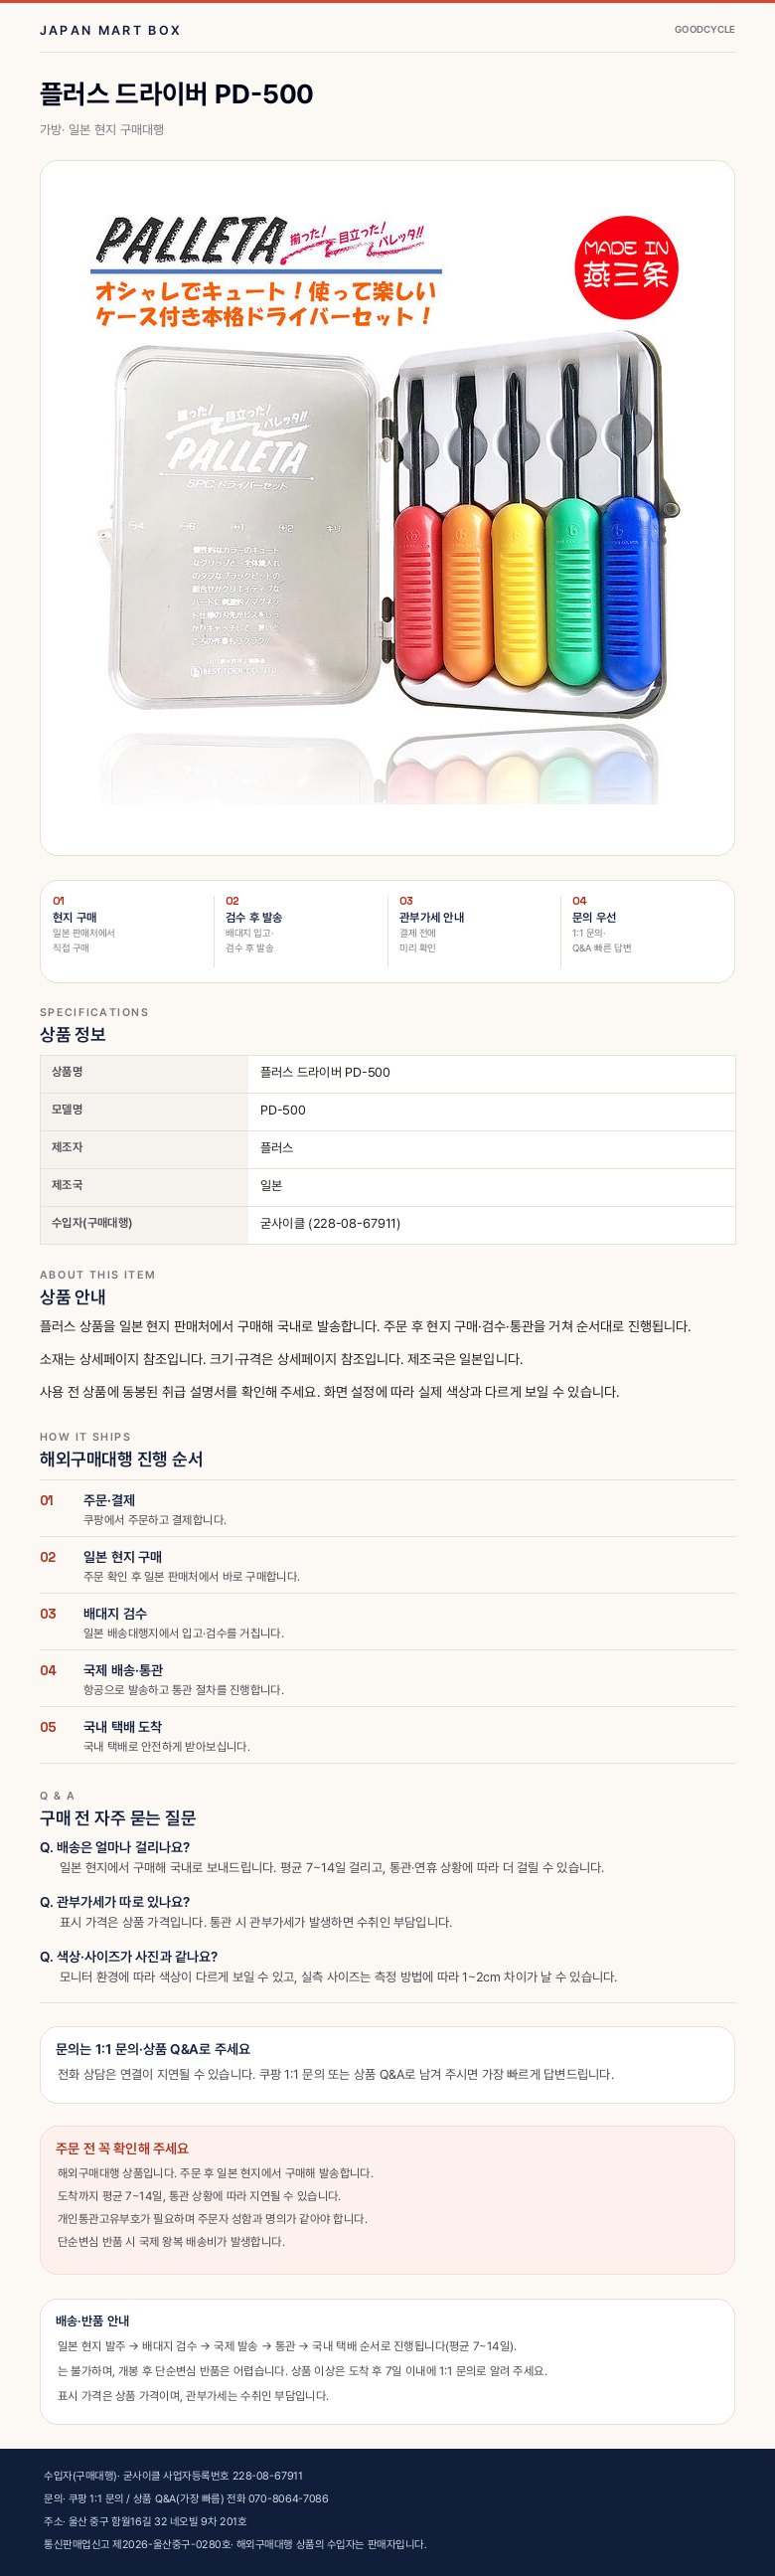 JAPAN MART BOX
GOODCYCLE
플러스 드라이버 PD-500
가방· 일본 현지 구매대행
PALLETA 揃った! 目立った! パレッタ!!
オシャレでキュート！使って楽しい
ケース付き本格ドライバーセット！
MADE IN
燕三条
揃った! 目立った! パレッタ!!
PALLETA
5PC.ドライバーセット
-6 +1 +2 キリ
個性的なカラーのキュート
なグリップと 全体焼入れ
BEST TOOL CO.,LTD
01
현지 구매
일본 판매처에서
직접 구매
02
검수 후 발송
배대지 입고·
검수 후 발송
03
관부가세 안내
결제 전에
미리 확인
04
문의 우선
1:1 문의·
Q&A 빠른 답변
SPECIFICATIONS
상품 정보
상품명 플러스 드라이버 PD-500
모델명 PD-500
제조자 플러스
제조국 일본
수입자(구매대행) 굳사이클 (228-08-67911)
ABOUT THIS ITEM
상품 안내
플러스 상품을 일본 현지 판매처에서 구매해 국내로 발송합니다. 주문 후 현지 구매·검수·통관을 거쳐 순서대로 진행됩니다.
소재는 상세페이지 참조입니다. 크기·규격은 상세페이지 참조입니다. 제조국은 일본입니다.
사용 전 상품에 동봉된 취급 설명서를 확인해 주세요. 화면 설정에 따라 실제 색상과 다르게 보일 수 있습니다.
HOW IT SHIPS
해외구매대행 진행 순서
01 주문·결제
쿠팡에서 주문하고 결제합니다.
02 일본 현지 구매
주문 확인 후 일본 판매처에서 바로 구매합니다.
03 배대지 검수
일본 배송대행지에서 입고·검수를 거칩니다.
04 국제 배송·통관
항공으로 발송하고 통관 절차를 진행합니다.
05 국내 택배 도착
국내 택배로 안전하게 받아보십니다.
Q & A
구매 전 자주 묻는 질문
Q. 배송은 얼마나 걸리나요?
일본 현지에서 구매해 국내로 보내드립니다. 평균 7~14일 걸리고, 통관·연휴 상황에 따라 더 걸릴 수 있습니다.
Q. 관부가세가 따로 있나요?
표시 가격은 상품 가격입니다. 통관 시 관부가세가 발생하면 수취인 부담입니다.
Q. 색상·사이즈가 사진과 같나요?
모니터 환경에 따라 색상이 다르게 보일 수 있고, 실측 사이즈는 측정 방법에 따라 1~2cm 차이가 날 수 있습니다.
문의는 1:1 문의·상품 Q&A로 주세요
전화 상담은 연결이 지연될 수 있습니다. 쿠팡 1:1 문의 또는 상품 Q&A로 남겨 주시면 가장 빠르게 답변드립니다.
주문 전 꼭 확인해 주세요
해외구매대행 상품입니다. 주문 후 일본 현지에서 구매해 발송합니다.
도착까지 평균 7~14일, 통관 상황에 따라 지연될 수 있습니다.
개인통관고유부호가 필요하며 주문자 성함과 명의가 같아야 합니다.
단순변심 반품 시 국제 왕복 배송비가 발생합니다.
배송·반품 안내
일본 현지 발주 → 배대지 검수 → 국제 발송 → 통관 → 국내 택배 순서로 진행됩니다(평균 7~14일).
는 불가하며, 개봉 후 단순변심 반품은 어렵습니다. 상품 이상은 도착 후 7일 이내에 1:1 문의로 알려 주세요.
표시 가격은 상품 가격이며, 관부가세는 수취인 부담입니다.
수입자(구매대행)· 굳사이클 사업자등록번호 228-08-67911
문의· 쿠팡 1:1 문의 / 상품 Q&A(가장 빠름) 전화 070-8064-7086
주소· 울산 중구 함월16길 32 네오빌 9차 201호
통신판매업신고 제2026-울산중구-0280호· 해외구매대행 상품의 수입자는 판매자입니다.